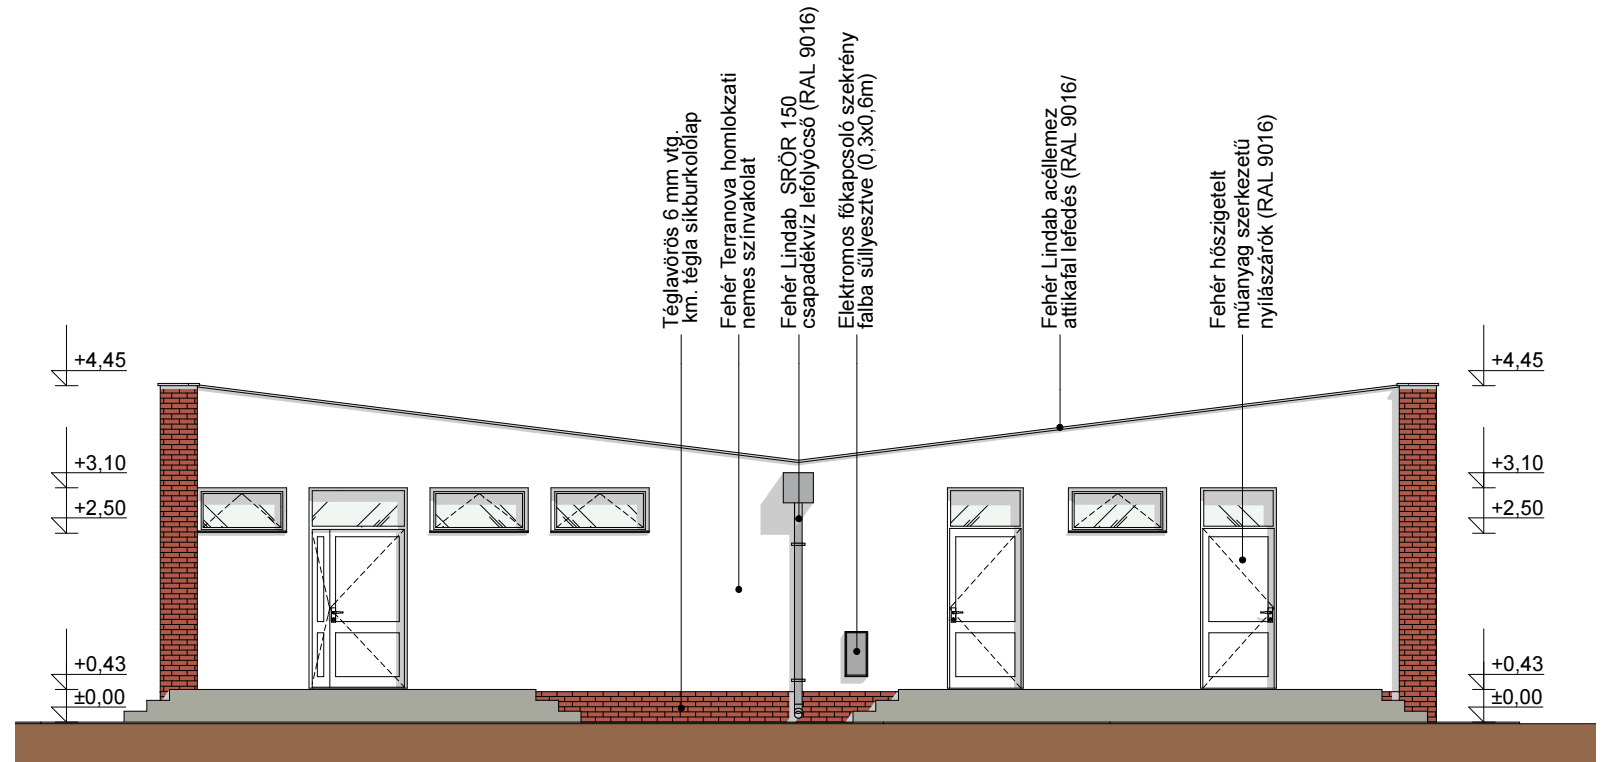 Téglavörös 6 mm vtg.
km. tégla síkburkolólap
Fehér Terranova homlokzati
nemes színvakolat
Fehér Lindab SRÖR 150
csapadékvíz lefolyócső (RAL 9016)
Elektromos főkapcsoló szekrény
falba süllyesztve (0,3x0,6m)
Fehér Lindab acéllemez
attikafal lefedés (RAL 9016/
Fehér hőszigetelt
műanyag szerkezetű
nyílászárók (RAL 9016)
+4,45
+3,10
+2,50
+0,43
±0,00
+4,45
+3,10
+2,50
+0,43
±0,00